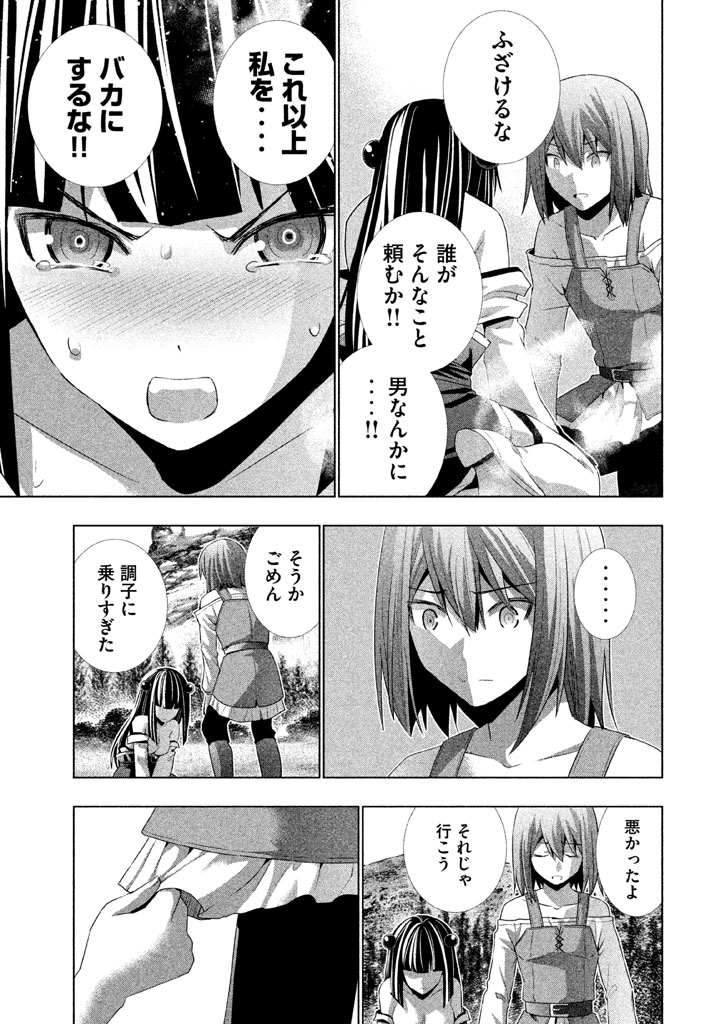 ふざけるな
誰が
そんなこと
頼むか!!
男なんかに
‥‥!!
これ以上
私を‥‥
バカに
するな!!
‥‥‥
そうか
ごめん
調子に
乗りすぎた
悪かったよ
それじゃ
行こう